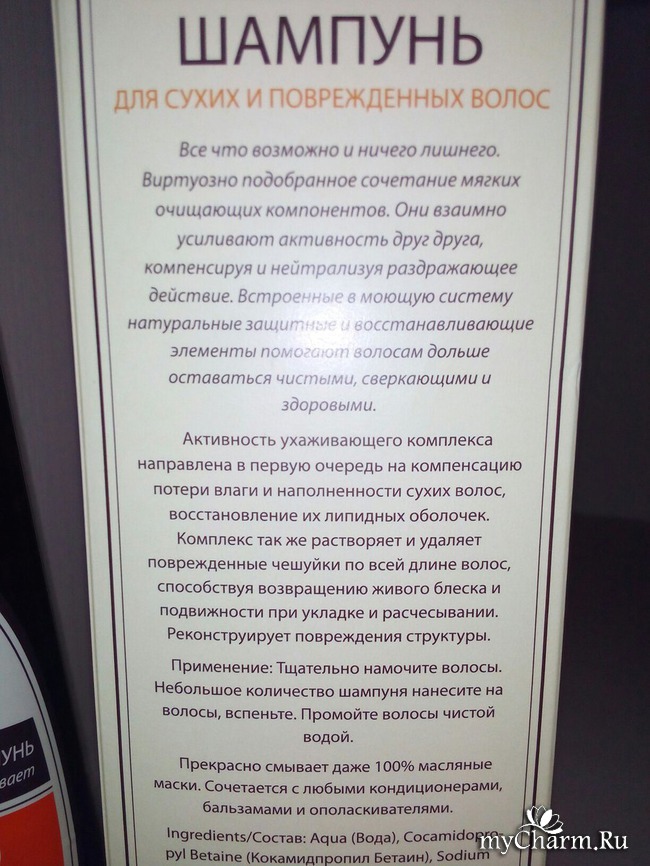 ШАМПУНЬ
ДЛЯ СУХИХ И ПОВРЕЖДЕННЫХ ВОЛОС
Все что возможно и ничего лишнего.
Виртуозно подобранное сочетание мягких
очищающих компонентов. Они взаимно
усиливают активность друг друга,
компенсируя и нейтрализуя раздражающее
действие. Встроенные в моющую систему
натуральные защитные и восстанавливающие
элементы помогают волосам дольше
оставаться чистыми, сверкающими и
здоровыми.
Активность ухаживающего комплекса
направлена в первую очередь на компенсацию
потери влаги и наполненности сухих волос,
восстановление их липидных оболочек.
Комплекс так же растворяет и удаляет
поврежденные чешуйки по всей длине волос,
способствуя возвращению живого блеска и
подвижности при укладке и расчесывании.
Реконструирует повреждения структуры.
Применение: Тщательно намочите волосы.
Небольшое количество шампуня нанесите на
волосы, вспеньте. Промойте волосы чистой
водой.
Прекрасно смывает даже 100% масляные
маски. Сочетается с любыми кондиционерами,
бальзамами и ополаскивателями.
Ingredients/Состав: Aqua (Вода), Cocamidopro-
pyl Betaine (Кокамидпропил Бетаин), Sodium
УНЬ
вает
myCharm.Ru